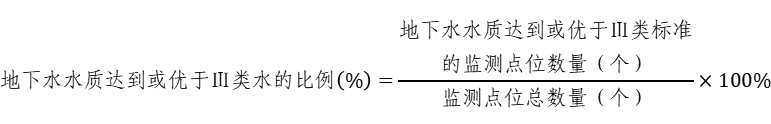 地下水水质达到或优于Ⅲ类标准
的监测点位数量（个）
地下水水质达到或优于Ⅲ类水的比例(%) = × 100%
监测点位总数量（个）